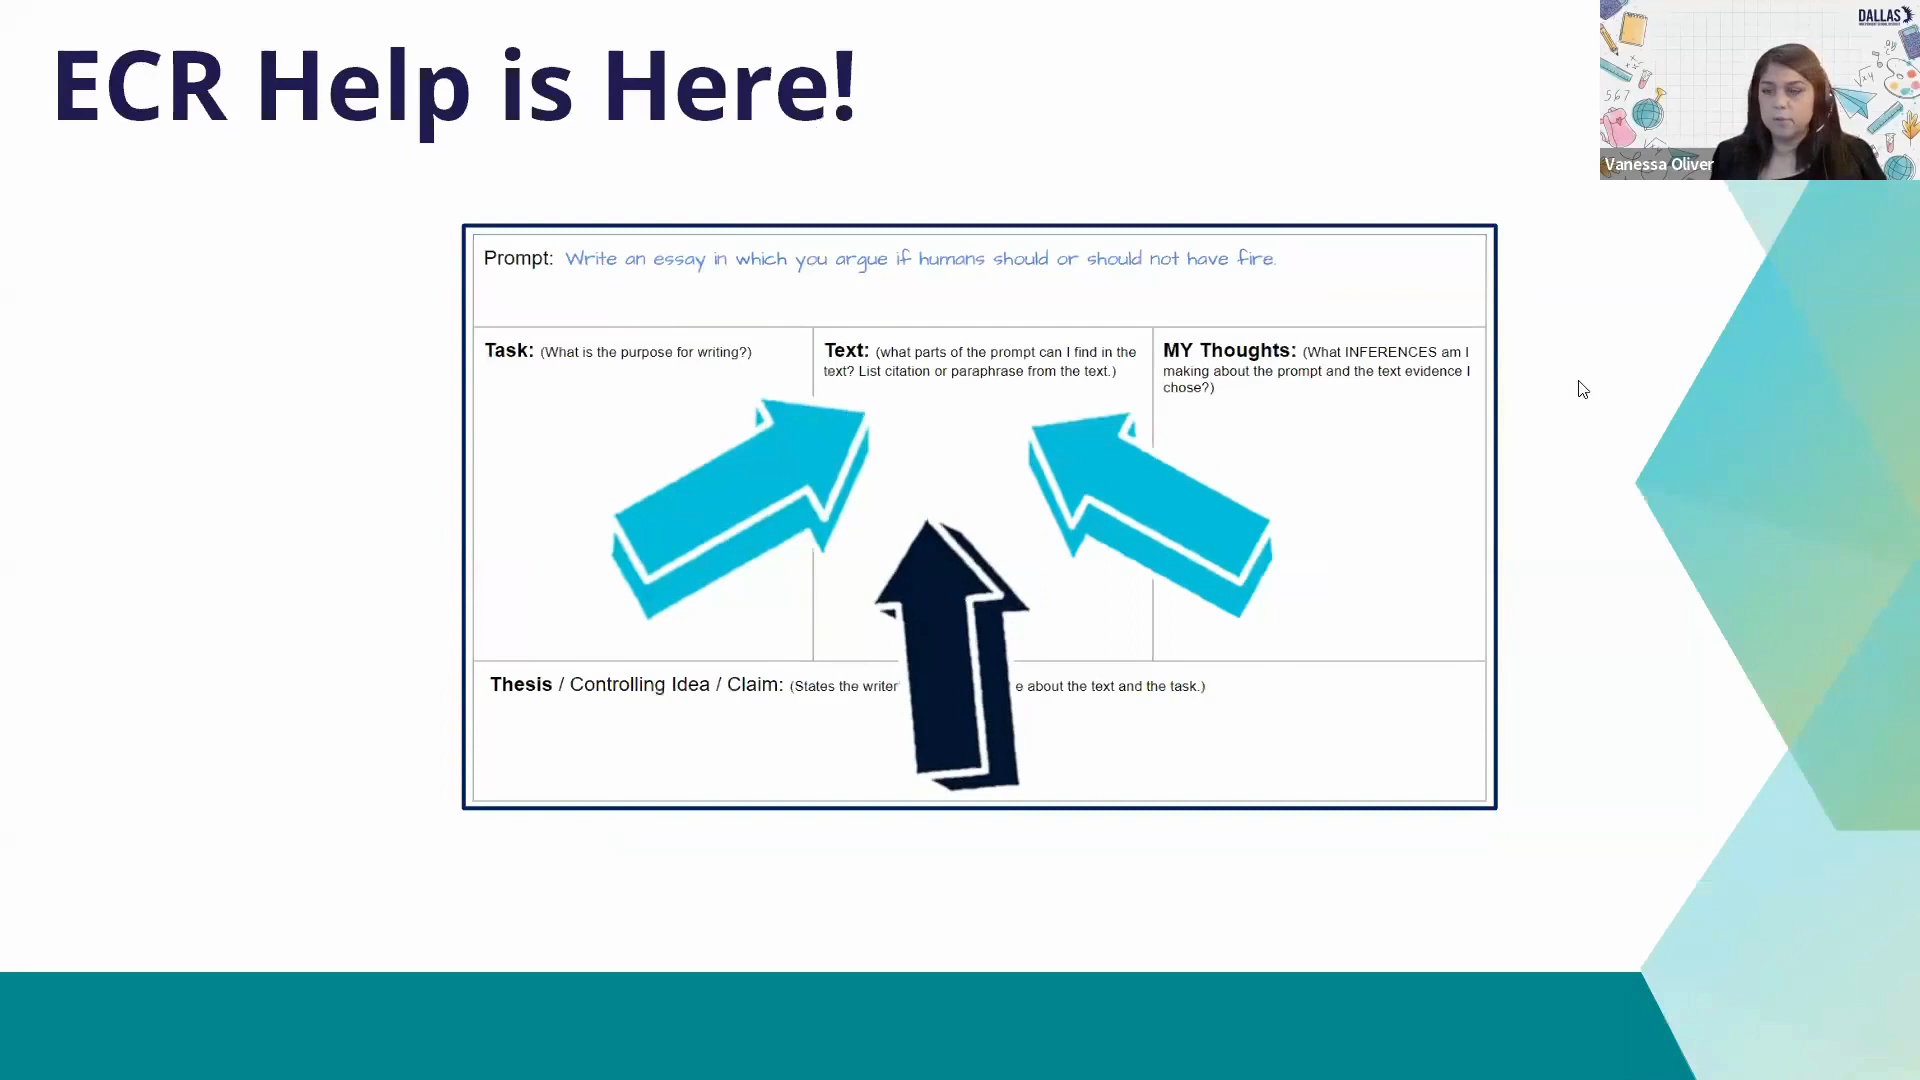 ECR Help is Here!
DALLAS
Vanessa Oliver
Prompt: Write an essay in which you argue if humans should or should not have fire.
Task: (What is the purpose for writing?)
Text: (what parts of the prompt can I find in the
text? List citation or paraphrase from the text.)
MY Thoughts: (What INFERENCES am I
making about the prompt and the text evidence I
chose?)
Thesis / Controlling Idea / Claim: (States the writer e about the text and the task.)